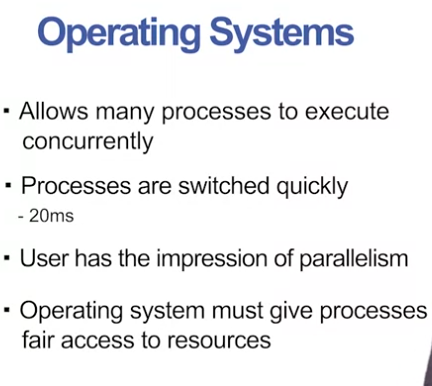 Operating Systems
▪ Allows many processes to execute
concurrently
▪ Processes are switched quickly
- 20ms
▪ User has the impression of parallelism
▪ Operating system must give processes
fair access to resources